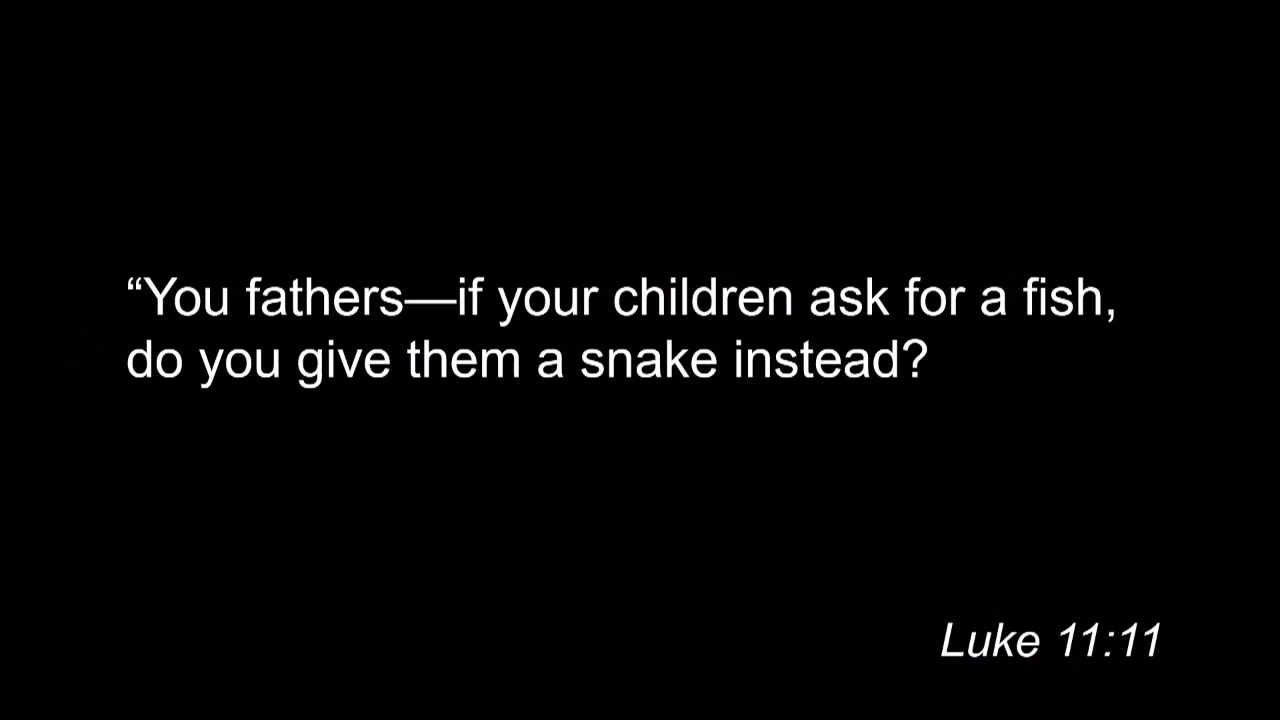 “You fathers—if your children ask for a fish,
do you give them a snake instead?
Luke 11:11